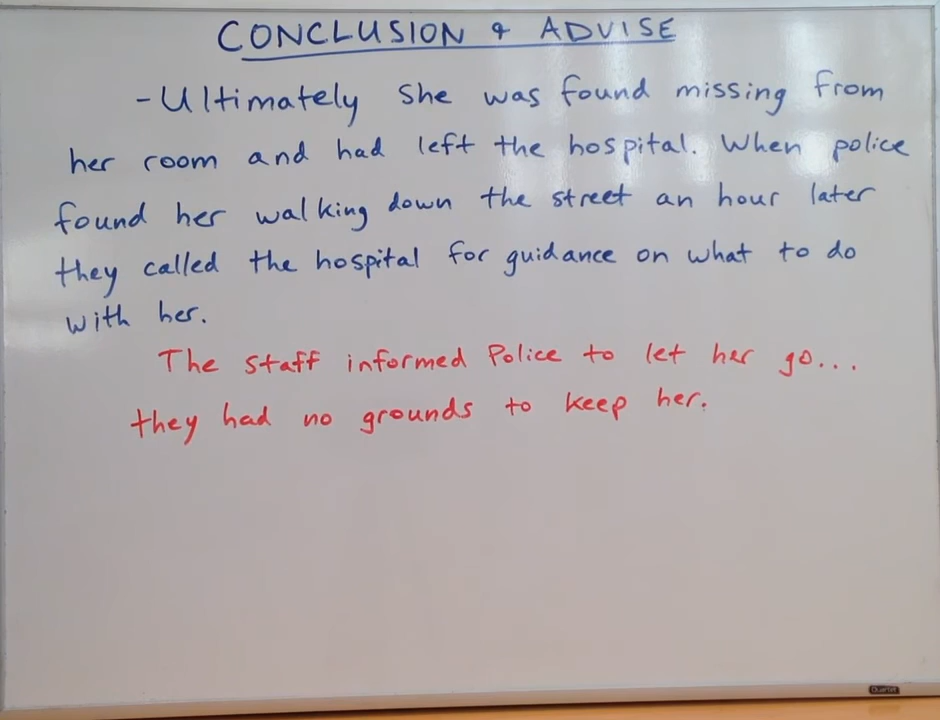 CONCLUSION & ADVISE
- Ultimately she was found missing from
her room and had left the hospital. When police
found her walking down the street an hour later
they called the hospital for guidance on what to do
with her.
The staff informed Police to let her go...
they had no grounds to keep her.
Quartet